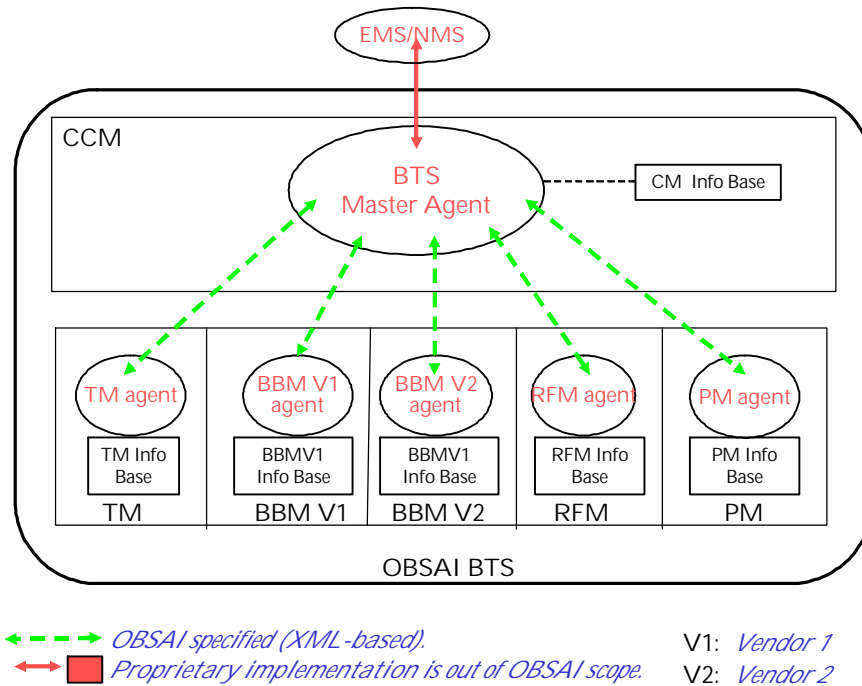 EMS/NMS
CCM
BTS
Master Agent
CM Info Base
TM agent
BBM V1
agent
BBM V2
agent
RFM agent
PM agent
TM Info
Base
BBMV1
Info Base
BBMV1
Info Base
RFM Info
Base
PM Info
Base
TM
BBM V1
BBM V2
RFM
PM
OBSAI BTS
OBSAI specified (XML-based).
Proprietary implementation is out of OBSAI scope.
V1: Vendor 1
V2: Vendor 2